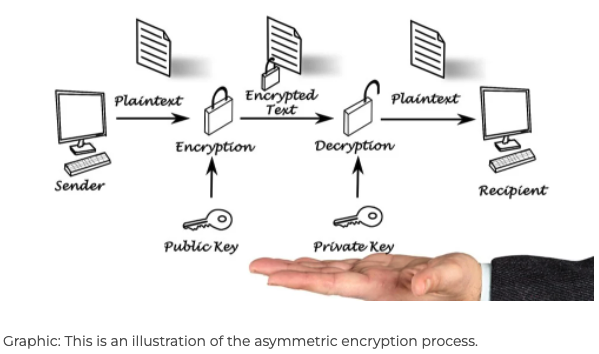 Plaintext
Encrypted
Text
Plaintext
Encryption
Decryption
Sender
Recipient
Public Key
Private Key
Graphic: This is an illustration of the asymmetric encryption process.